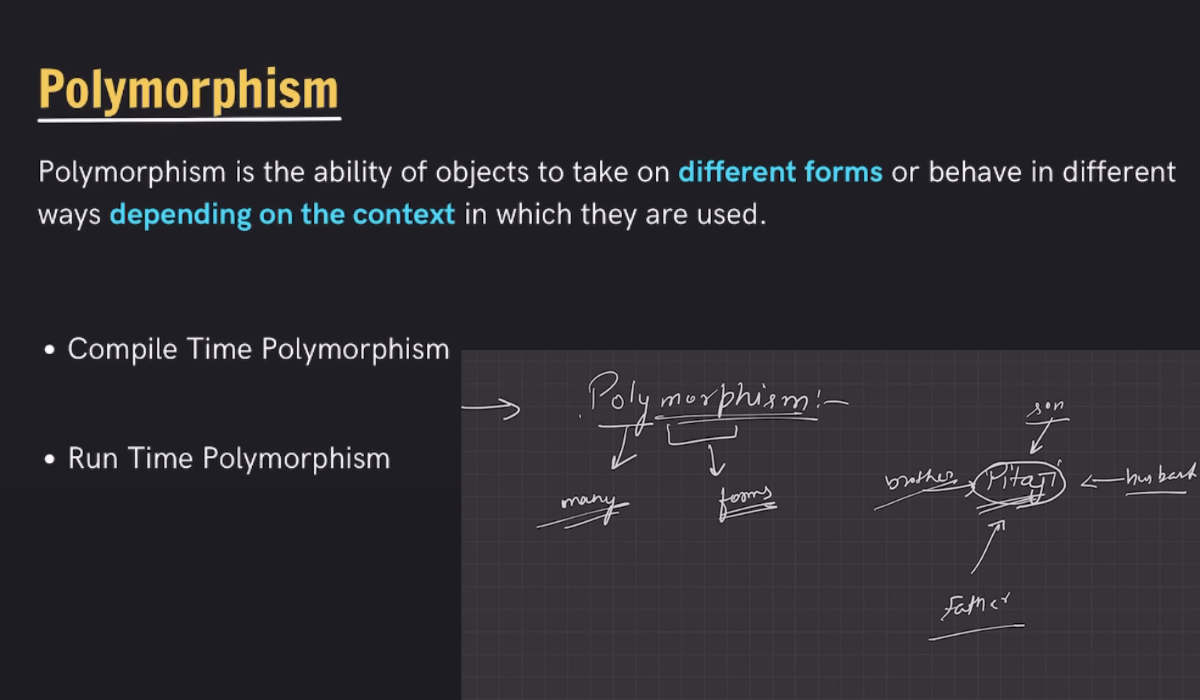 Polymorphism
Polymorphism is the ability of objects to take on different forms or behave in different
ways depending on the context in which they are used.
• Compile Time Polymorphism
• Run Time Polymorphism
Polymorphism:-
many
forms
son
brother
Pitaji
husband
Father